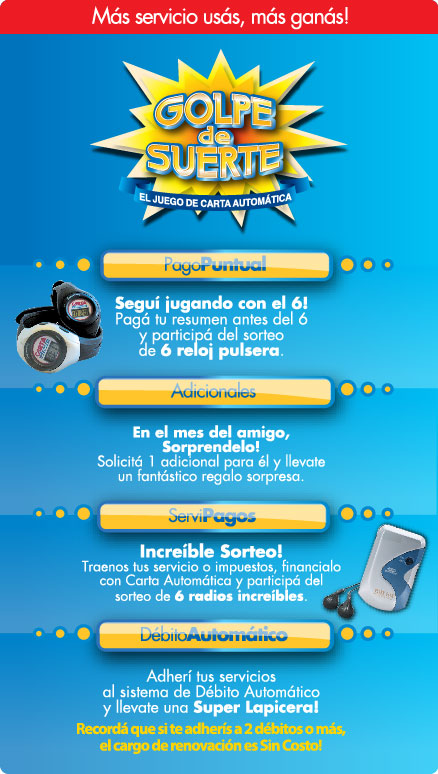 Más servicio usás, más ganás!
GOLPE
de
SUERTE
EL JUEGO DE CARTA AUTOMÁTICA
PagoPuntual
Seguí jugando con el 6!
Pagá tu resumen antes del 6
y participá del sorteo
de 6 reloj pulsera.
Adicionales
En el mes del amigo,
Sorprendelo!
Solicitá 1 adicional para él y llevate
un fantástico regalo sorpresa.
ServiPagos
Increíble Sorteo!
Traenos tus servicio o impuestos, financialo
con Carta Automática y participá del
sorteo de 6 radios increíbles.
DébitoAutomático
Adherí tus servicios
al sistema de Débito Automático
y llevate una Super Lapicera!
Recordá que si te adherís a 2 débitos o más,
el cargo de renovación es Sin Costo!